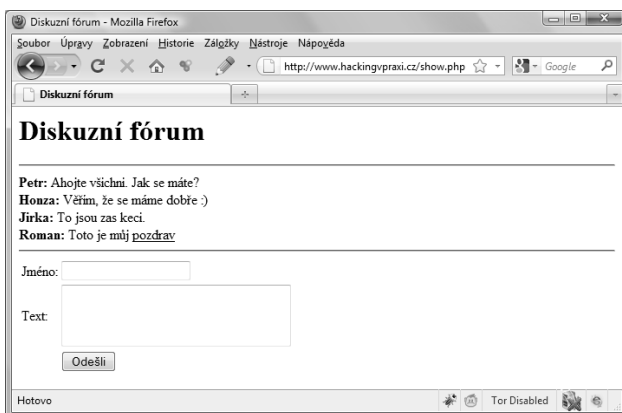 Diskuzní fórum - Mozilla Firefox
Soubor Úpravy Zobrazení Historie Záložky Nástroje Nápověda
http://www.hackingvpraxi.cz/show.php Google
Diskuzní fórum
Diskuzní fórum
Petr: Ahojte všichni. Jak se máte?
Honza: Věřím, že se máme dobře :)
Jirka: To jsou zas keci.
Roman: Toto je můj pozdrav
Jméno:
Text:
Odešli
Hotovo Tor Disabled